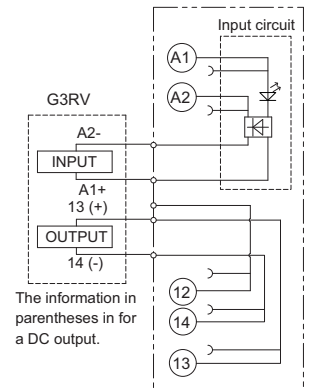 Input circuit
A1
A2
G3RV
A2-
INPUT
A1+
13 (+)
OUTPUT
14 (-)
The information in
parentheses in for
a DC output.
12
14
13